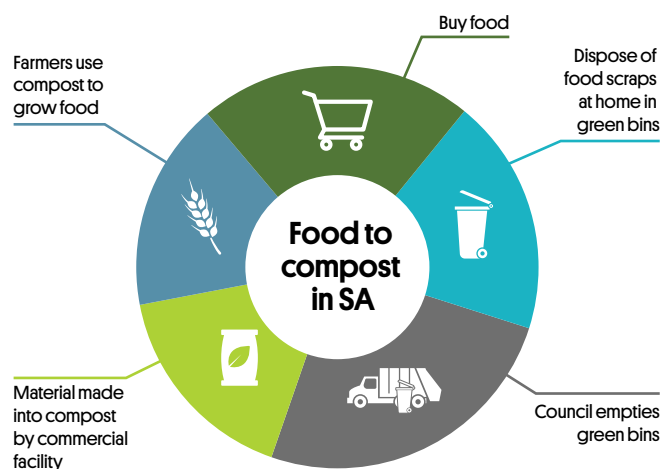 Buy food
Dispose of
food scraps
at home in
green bins
Council empties
green bins
Material made
into compost
by commercial
facility
Farmers use
compost to
grow food
Food to
compost
in SA